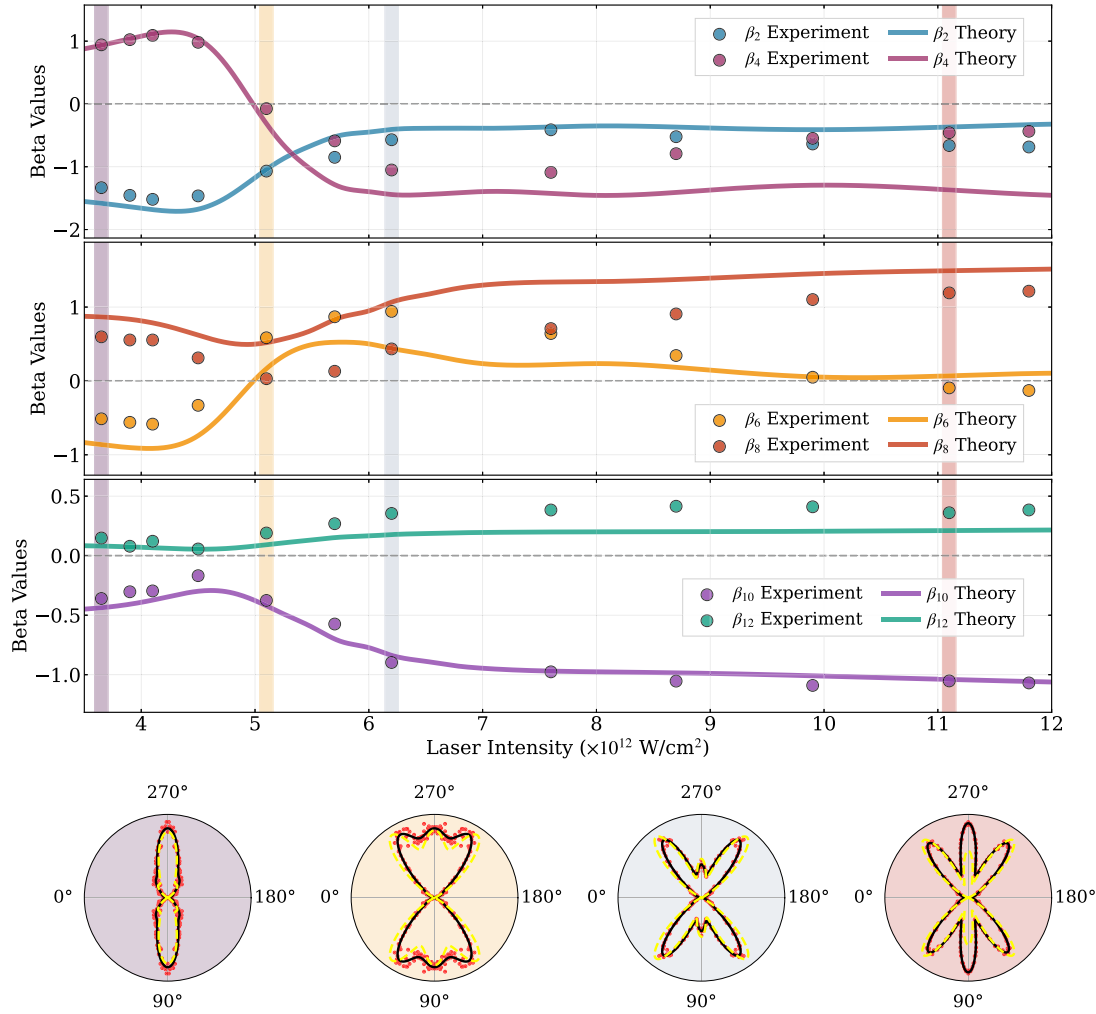 1
0
−1
−2
Beta Values
β₂ Experiment
β₄ Experiment
β₂ Theory
β₄ Theory
1
0
−1
Beta Values
β₆ Experiment
β₈ Experiment
β₆ Theory
β₈ Theory
0.5
0.0
−0.5
−1.0
Beta Values
β₁₀ Experiment
β₁₂ Experiment
β₁₀ Theory
β₁₂ Theory
4 5 6 7 8 9 10 11 12
Laser Intensity (×10¹² W/cm²)
270° 270° 270° 270°
0° 180° 0° 180° 0° 180° 0° 180°
90° 90° 90° 90°